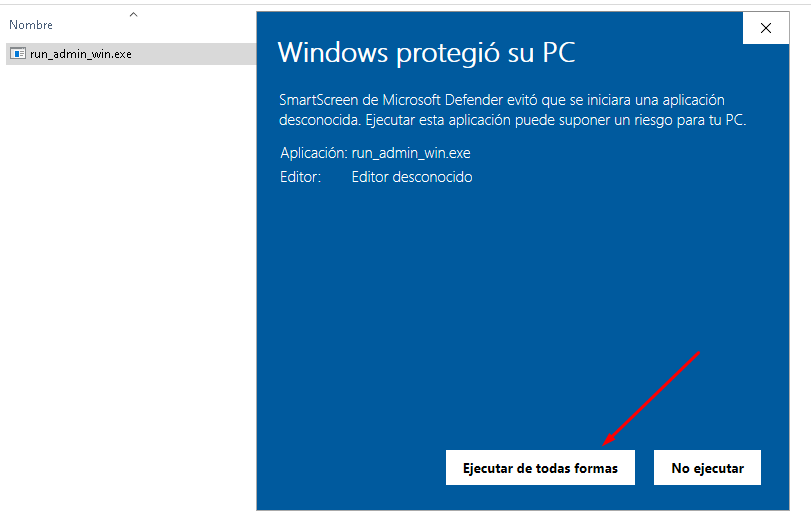 Nombre
run_admin_win.exe
Windows protegió su PC
SmartScreen de Microsoft Defender evitó que se iniciara una aplicación
desconocida. Ejecutar esta aplicación puede suponer un riesgo para tu PC.
Aplicación: run_admin_win.exe
Editor: Editor desconocido
Ejecutar de todas formas
No ejecutar